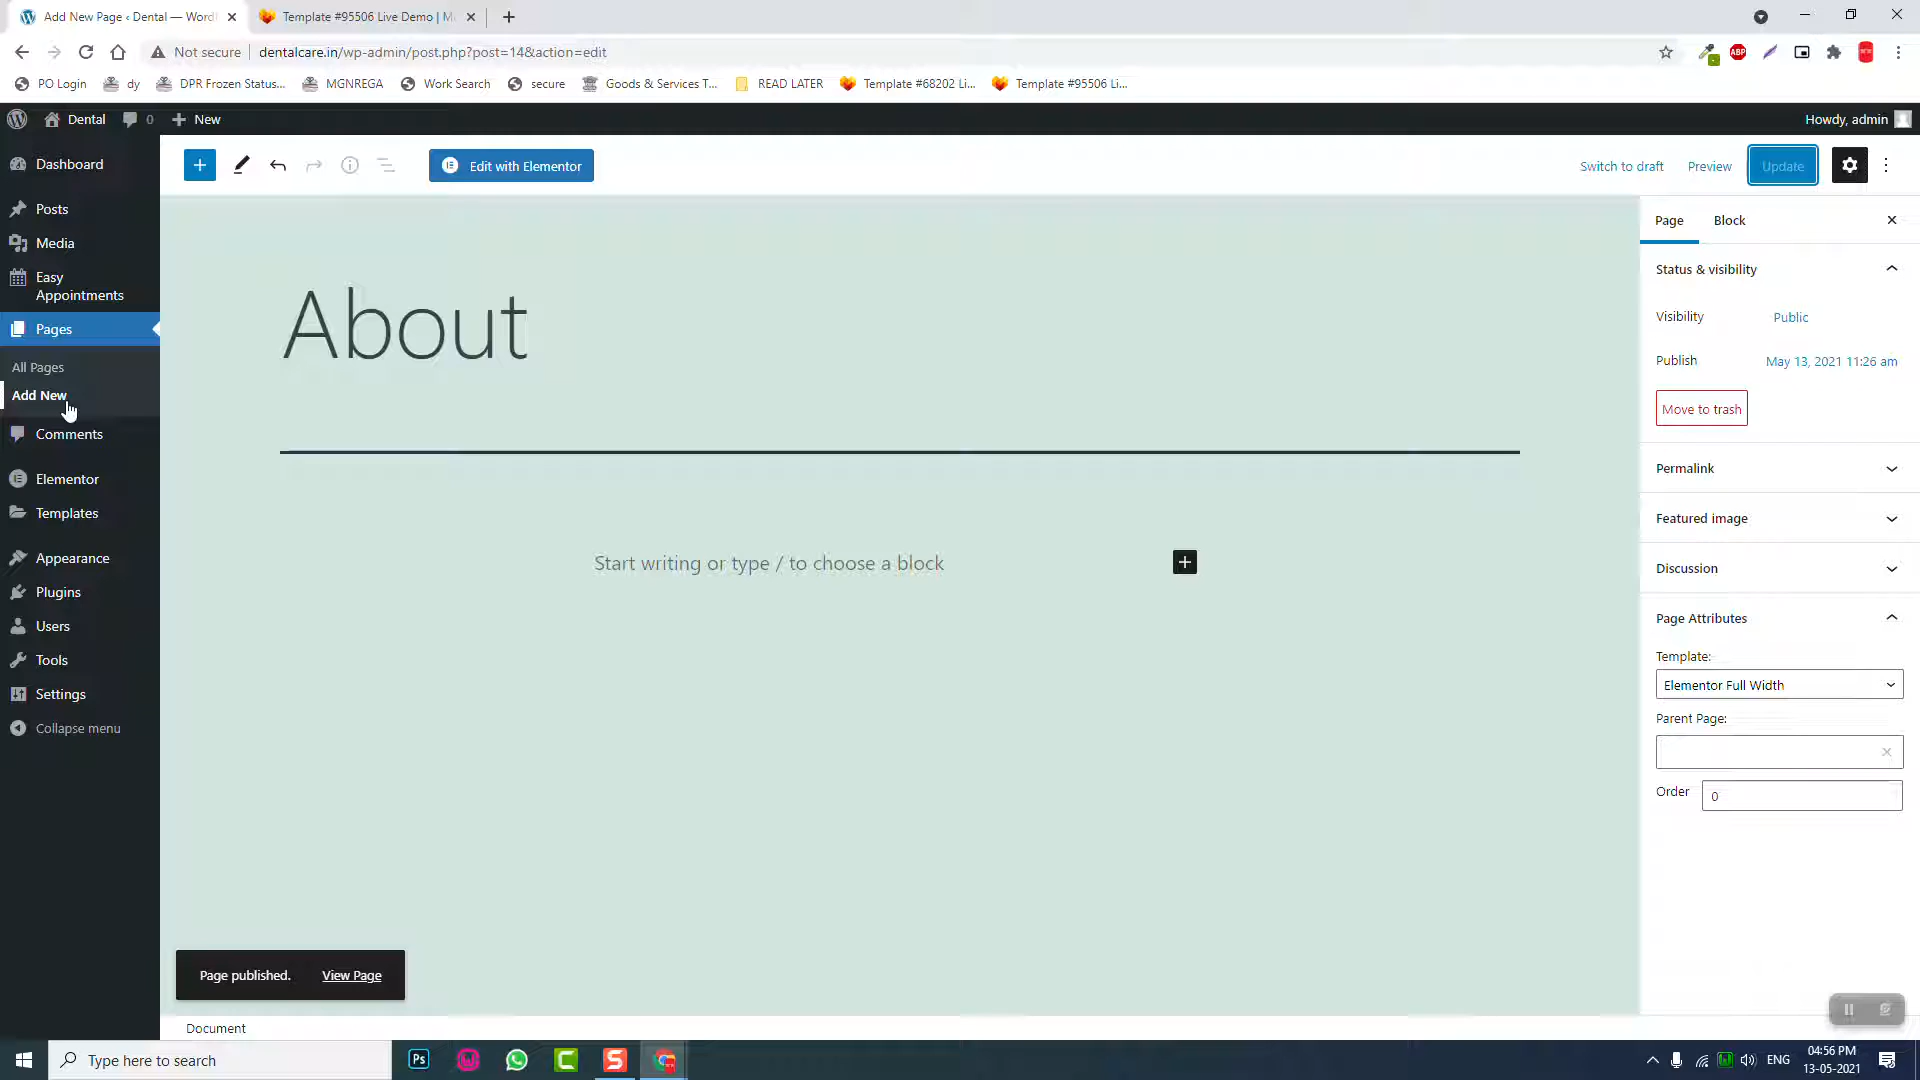 Add New Page ‹ Dental — Word
Template #95506 Live Demo | M
Not secure
dentalcare.in/wp-admin/post.php?post=14&action=edit
PO Login
dy
DPR Frozen Status...
MGNREGA
Work Search
secure
Goods & Services T...
READ LATER
Template #68202 Li...
Template #95506 Li...
Dental
0
New
Howdy, admin
Dashboard
Posts
Media
Easy
Appointments
Pages
All Pages
Add New
Comments
Elementor
Templates
Appearance
Plugins
Users
Tools
Settings
Collapse menu
Edit with Elementor
Switch to draft
Preview
Update
About
Start writing or type / to choose a block
Page published.
View Page
Document
Page
Block
Status & visibility
Visibility
Public
Publish
May 13, 2021 11:26 am
Move to trash
Permalink
Featured image
Discussion
Page Attributes
Template:
Elementor Full Width
Parent Page:
Order
0
Type here to search
Ps
ENG
04:56 PM
13-05-2021